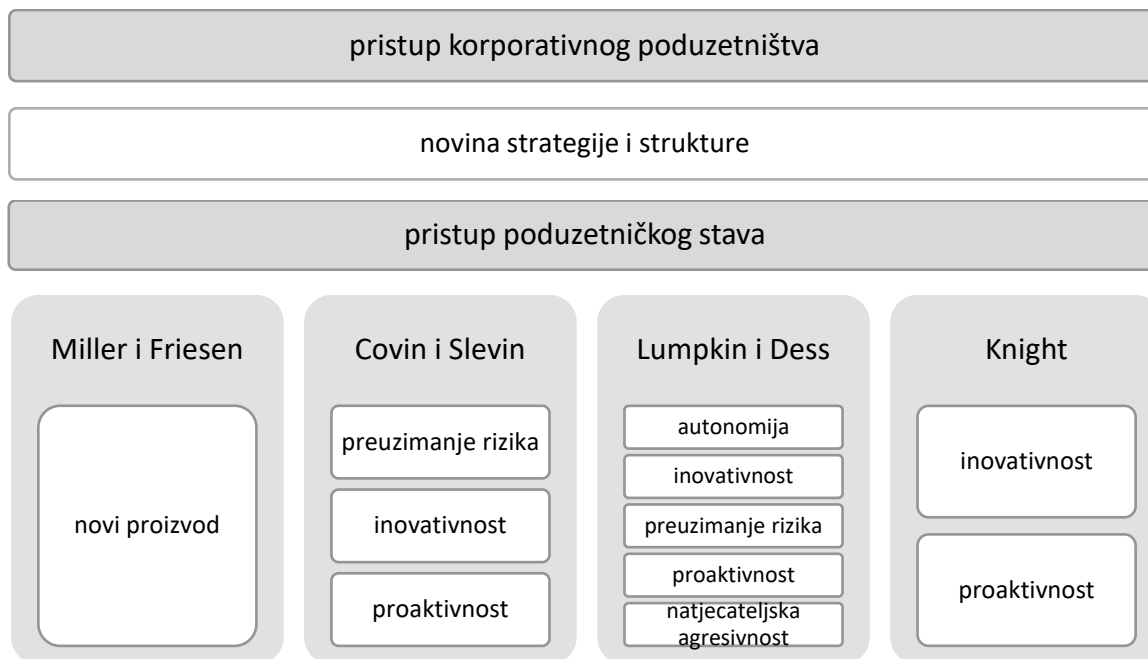 pristup korporativnog poduzetništva
novina strategije i strukture
pristup poduzetničkog stava
Miller i Friesen
novi proizvod
Covin i Slevin
preuzimanje rizika
inovativnost
proaktivnost
Lumpkin i Dess
autonomija
inovativnost
preuzimanje rizika
proaktivnost
natjecateljska
agresivnost
Knight
inovativnost
proaktivnost